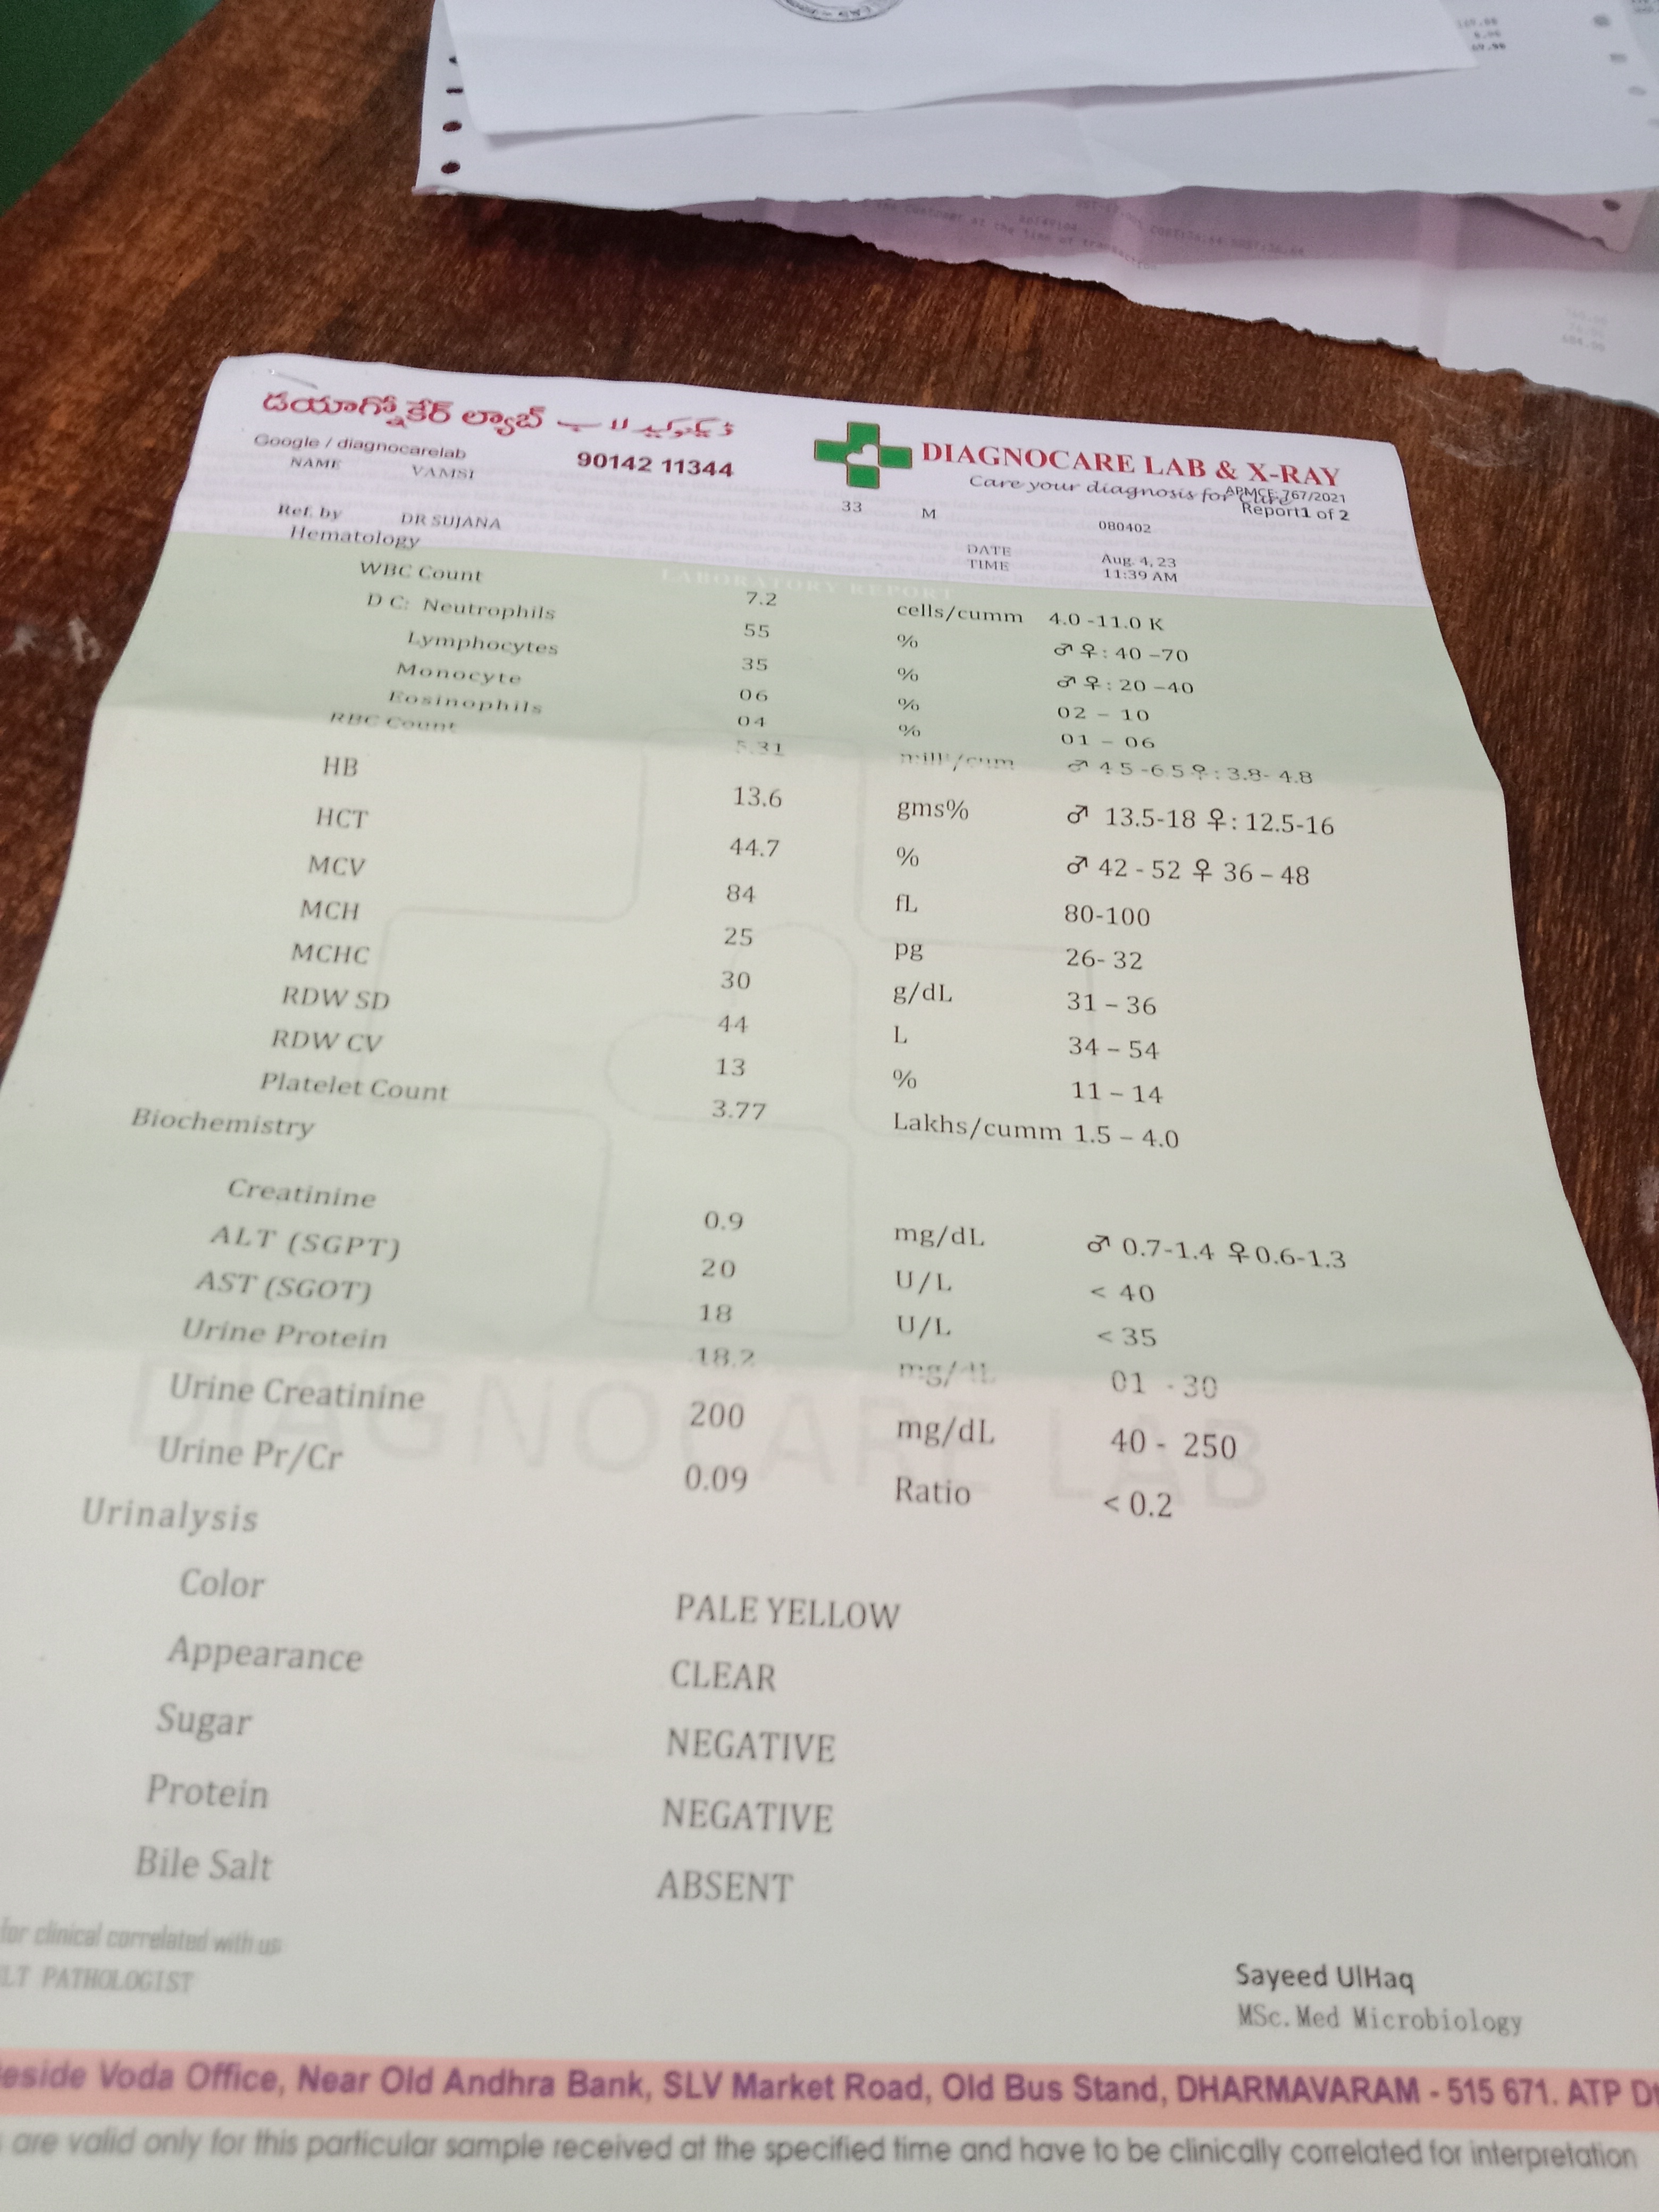 డయాగ్నోకేర్ ల్యాబ్
Google / diagnocarelab 90142 11344
DIAGNOCARE LAB & X-RAY
Care your diagnosis for Cure
APMCE-767/2021
Report1 of 2
NAME VAMSI 33 M 080402
Ref. by DR SUJANA
DATE Aug. 4, 23
TIME 11:39 AM
LABORATORY REPORT
Hematology
WBC Count 7.2 cells/cumm 4.0 -11.0 K
D C: Neutrophils 55 % ♂ ♀: 40 –70
Lymphocytes 35 % ♂ ♀: 20 –40
Monocyte 06 % 02 – 10
Eosinophils 04 % 01 – 06
RBC Count 5.31 mill/cum ♂ 4.5 -6.5 ♀: 3.8- 4.8
HB 13.6 gms% ♂ 13.5-18 ♀: 12.5-16
HCT 44.7 % ♂ 42 - 52 ♀ 36 – 48
MCV 84 fL 80-100
MCH 25 pg 26- 32
MCHC 30 g/dL 31 – 36
RDW SD 44 L 34 – 54
RDW CV 13 % 11 – 14
Platelet Count 3.77 Lakhs/cumm 1.5 – 4.0
Biochemistry
Creatinine 0.9 mg/dL ♂ 0.7-1.4 ♀0.6-1.3
ALT (SGPT) 20 U/L < 40
AST (SGOT) 18 U/L < 35
Urine Protein 18.2 mg/dL 01 - 30
Urine Creatinine 200 mg/dL 40 - 250
Urine Pr/Cr 0.09 Ratio < 0.2
Urinalysis
Color PALE YELLOW
Appearance CLEAR
Sugar NEGATIVE
Protein NEGATIVE
Bile Salt ABSENT
DIAGNOCARE LAB
for clinical correlated with us
LT PATHOLOGIST
Sayeed UlHaq
MSc.Med Microbiology
eside Voda Office, Near Old Andhra Bank, SLV Market Road, Old Bus Stand, DHARMAVARAM - 515 671. ATP D
are valid only for this particular sample received at the specified time and have to be clinically correlated for interpretation